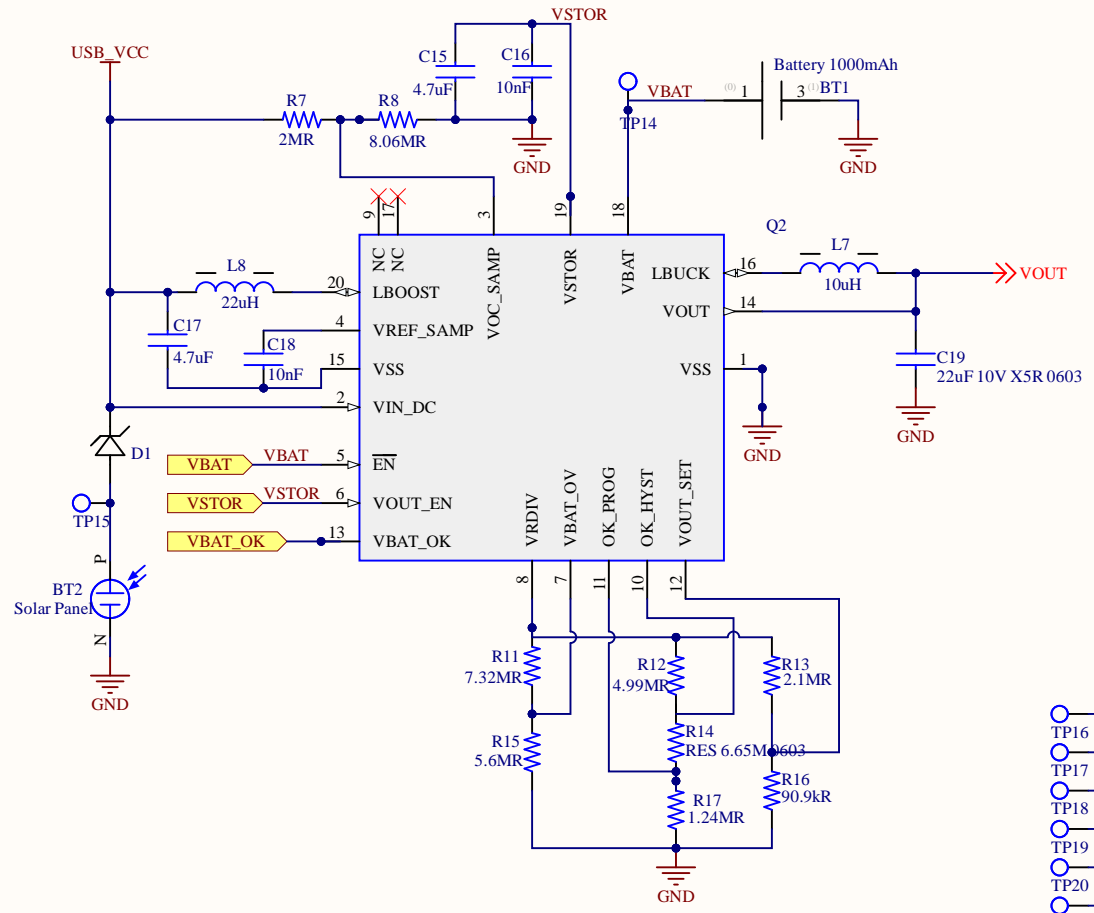 VSTOR
USB_VCC
C15
4.7uF
C16
10nF
GND
R7
2MR
R8
8.06MR
Battery 1000mAh
VBAT
(0)
1
3
(1)
BT1
TP14
GND
9
17
3
19
18
NC
NC
VOC_SAMP
VSTOR
VBAT
Q2
L8
22uH
20
LBOOST
C17
4.7uF
4
VREF_SAMP
C18
10nF
15
VSS
2
VIN_DC
D1
VBAT
VBAT
5
EN
VSTOR
VSTOR
6
VOUT_EN
TP15
VBAT_OK
13
VBAT_OK
LBUCK
16
L7
10uH
VOUT
VOUT
14
VSS
1
GND
C19
22uF 10V X5R 0603
GND
VRDIV
VBAT_OV
OK_PROG
OK_HYST
VOUT_SET
8
7
11
10
12
P
BT2
Solar Panel
N
GND
R11
7.32MR
R12
4.99MR
R13
2.1MR
R15
5.6MR
R14
RES 6.65M 0603
R16
90.9kR
R17
1.24MR
GND
TP16
TP17
TP18
TP19
TP20